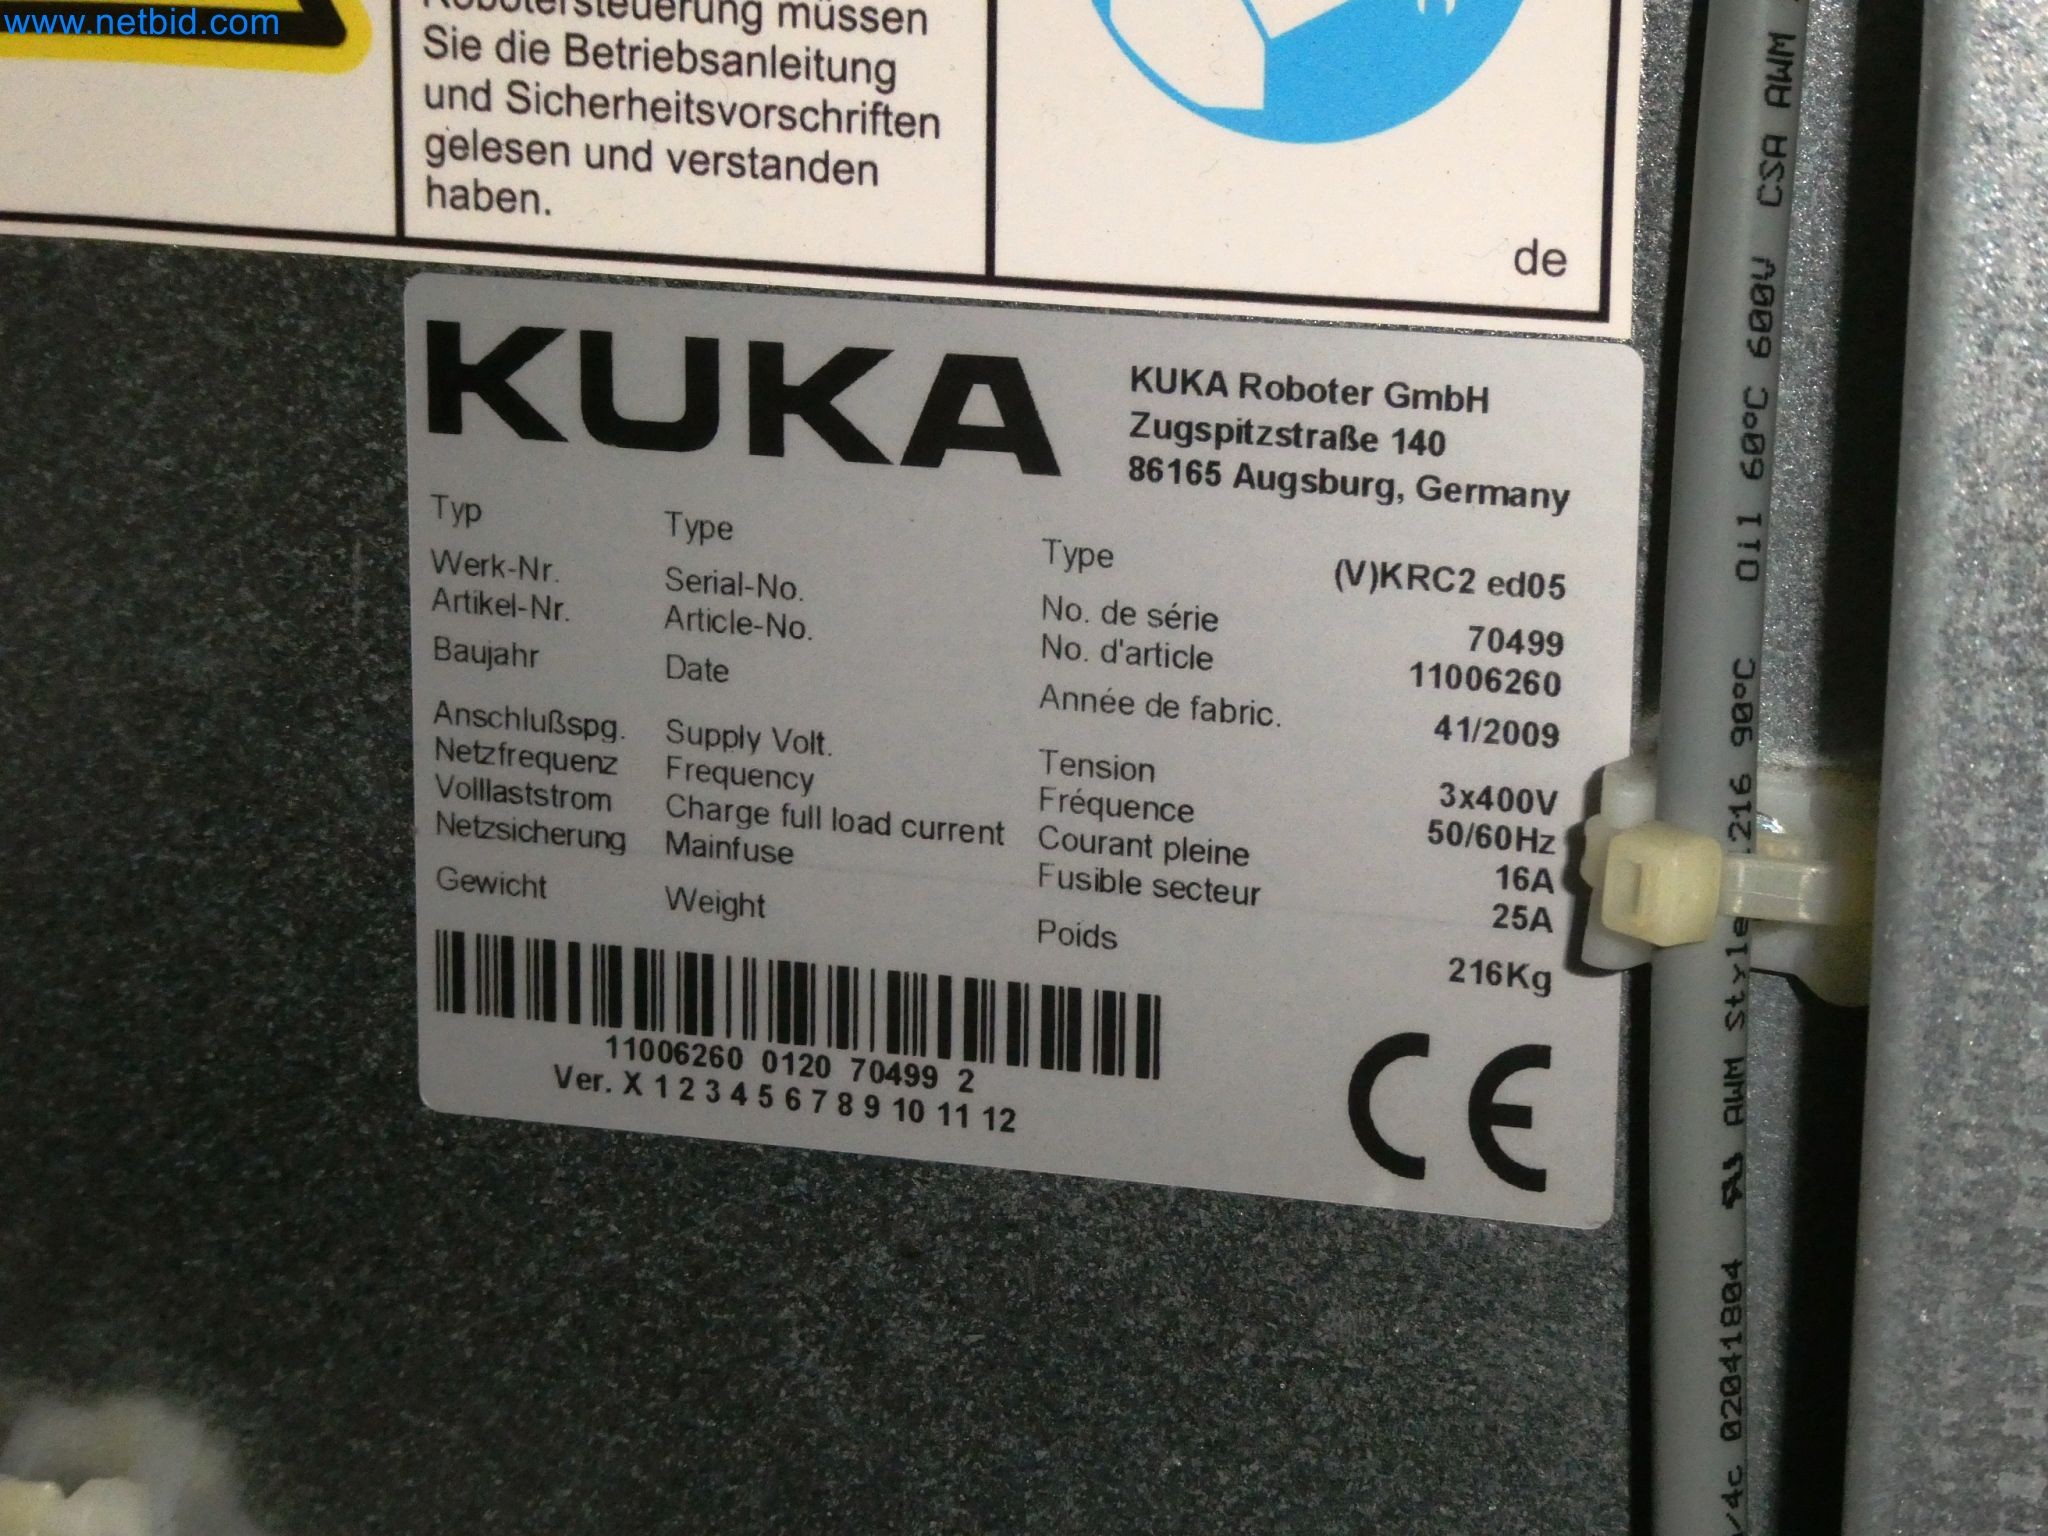 www.netbid.com
Robotersteuerung müssen
Sie die Betriebsanleitung
und Sicherheitsvorschriften
gelesen und verstanden
haben.
de
KUKA
KUKA Roboter GmbH
Zugspitzstraße 140
86165 Augsburg, Germany
Typ Type Type (V)KRC2 ed05
Werk-Nr. Serial-No. No. de série 70499
Artikel-Nr. Article-No. No. d'article 11006260
Baujahr Date Année de fabric. 41/2009
Anschlußspg. Supply Volt. Tension 3x400V
Netzfrequenz Frequency Fréquence 50/60Hz
Volllaststrom Charge full load current Courant pleine 16A
Netzsicherung Mainfuse Fusible secteur 25A
Gewicht Weight Poids 216Kg
11006260 0120 70499 2
Ver. X 1 2 3 4 5 6 7 8 9 10 11 12
CE
/4c 02041804 AWM Style 216 90°C Oil 60°C 600V CSA AWM